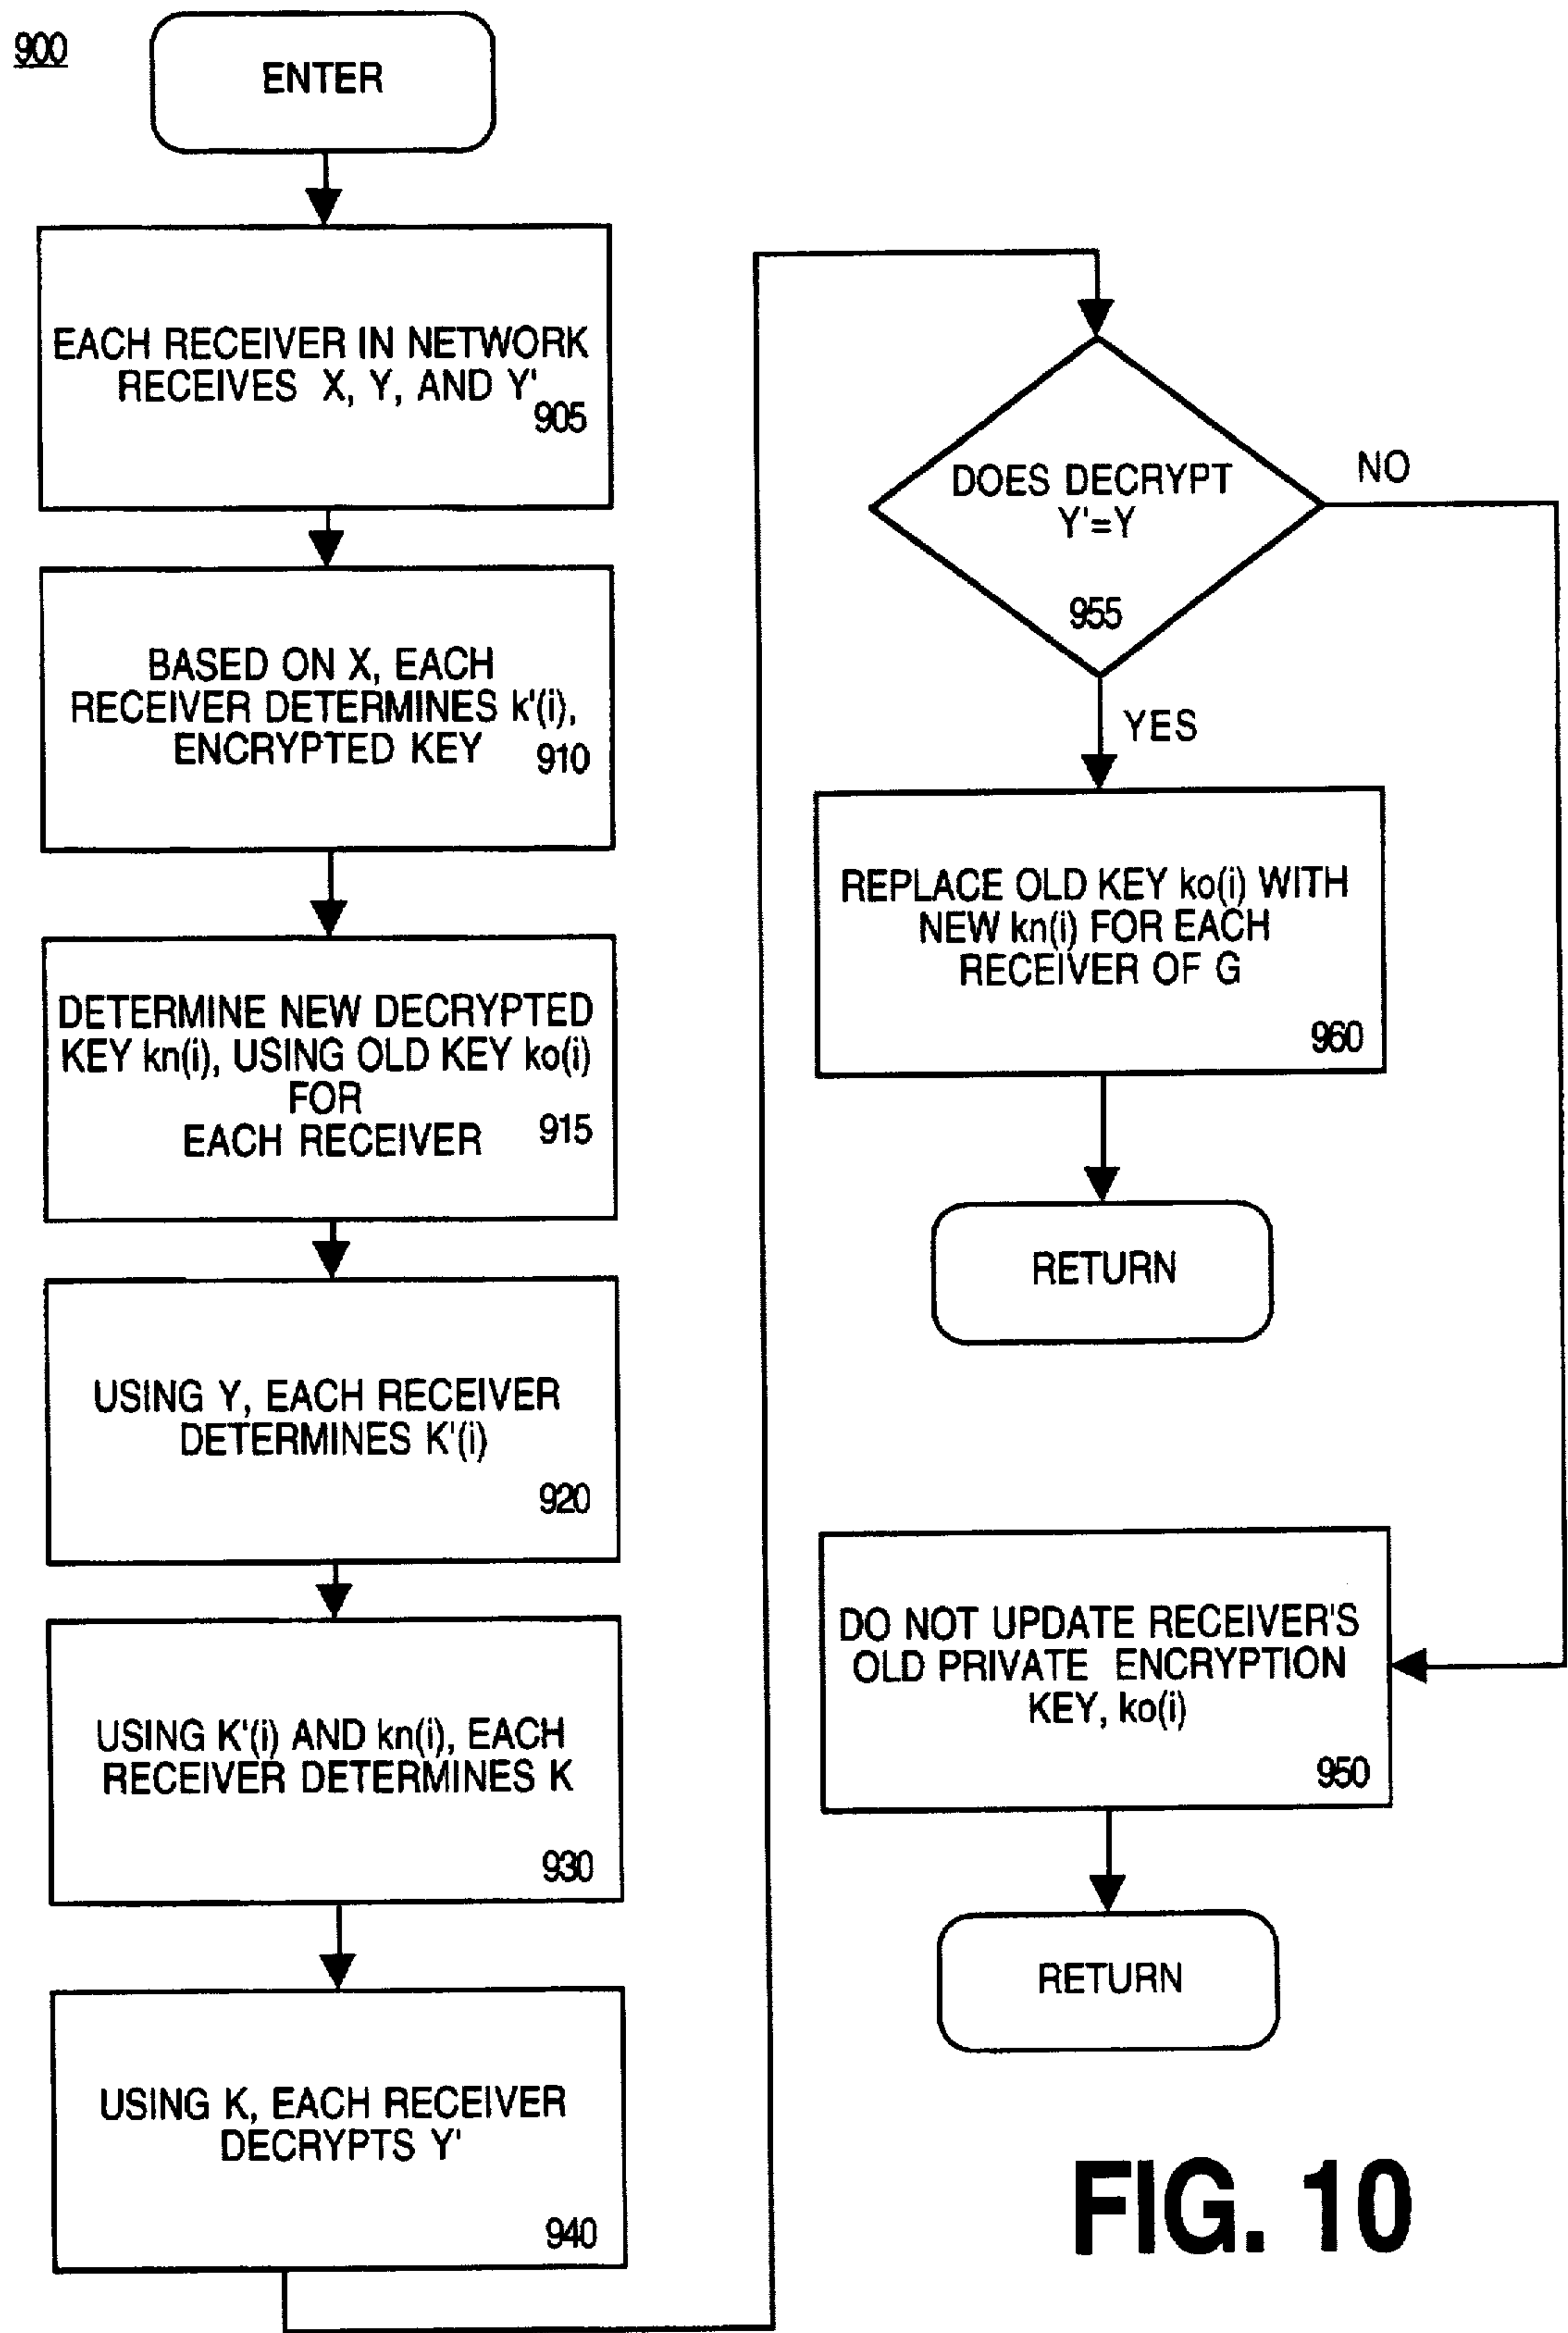 900
ENTER
EACH RECEIVER IN NETWORK
RECEIVES X, Y, AND Y'
905
BASED ON X, EACH
RECEIVER DETERMINES k'(i),
ENCRYPTED KEY 910
DETERMINE NEW DECRYPTED
KEY kn(i), USING OLD KEY ko(i)
FOR
EACH RECEIVER 915
USING Y, EACH RECEIVER
DETERMINES K'(i)
920
USING K'(i) AND kn(i), EACH
RECEIVER DETERMINES K
930
USING K, EACH RECEIVER
DECRYPTS Y'
940
DOES DECRYPT
Y'=Y
955
NO
YES
REPLACE OLD KEY ko(i) WITH
NEW kn(i) FOR EACH
RECEIVER OF G
960
RETURN
DO NOT UPDATE RECEIVER'S
OLD PRIVATE ENCRYPTION
KEY, ko(i)
950
RETURN
FIG. 10